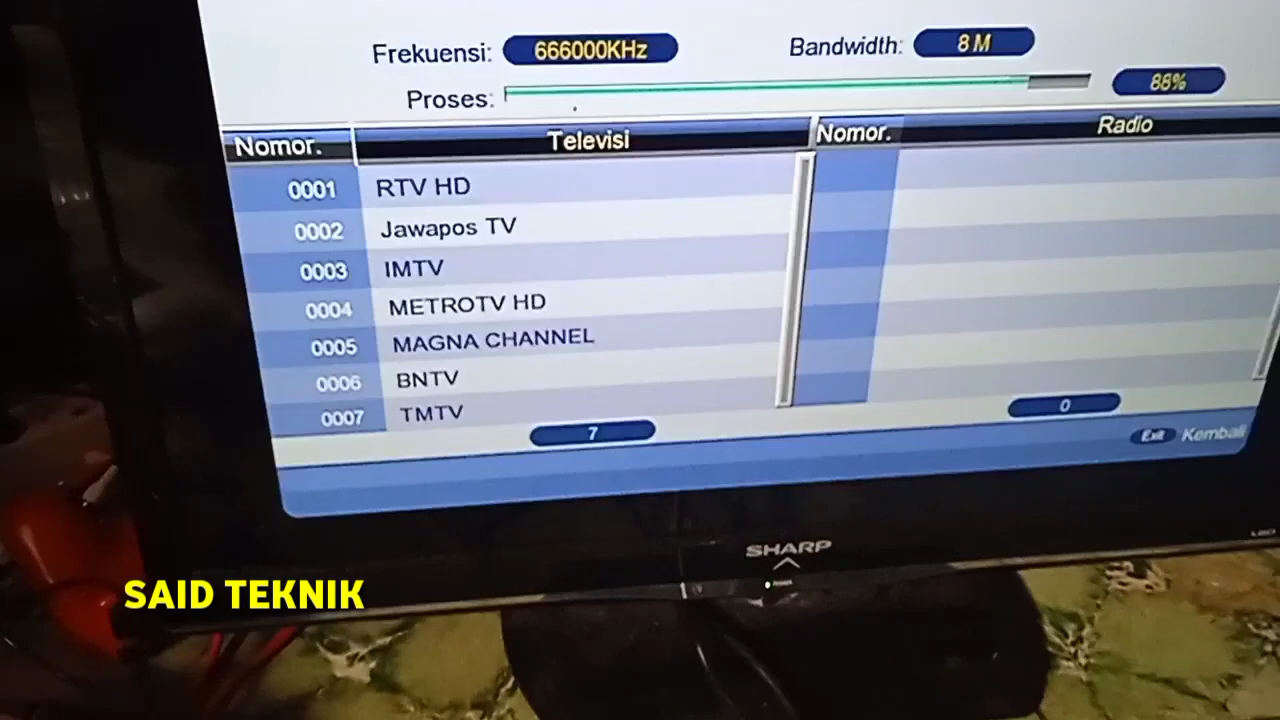 Frekuensi: 666000KHz Bandwidth: 8M
Proses: 88%
Nomor. Televisi Nomor. Radio
0001 RTV HD
0002 Jawapos TV
0003 IMTV
0004 METROTV HD
0005 MAGNA CHANNEL
0006 BNTV
0007 TMTV
7 0
Exit Kembali
SHARP
SAID TEKNIK